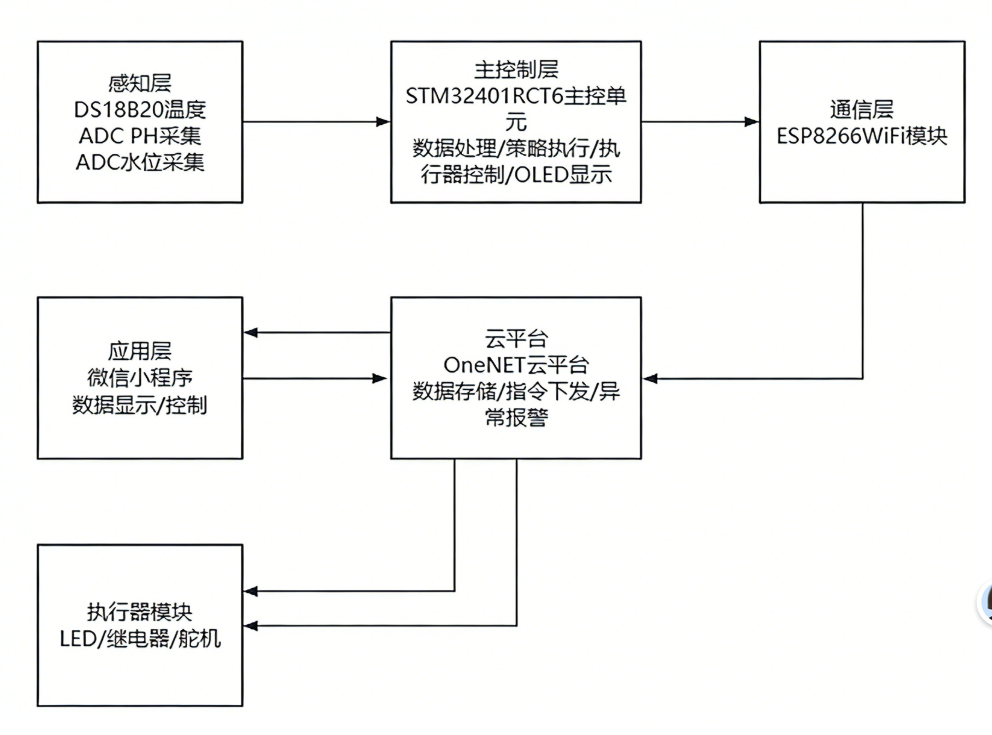 感知层
DS18B20温度
ADC PH采集
ADC水位采集
主控制层
STM32401RCT6主控单
元
数据处理/策略执行/执
行器控制/OLED显示
通信层
ESP8266WiFi模块
应用层
微信小程序
数据显示/控制
云平台
OneNET云平台
数据存储/指令下发/异
常报警
执行器模块
LED/继电器/舵机